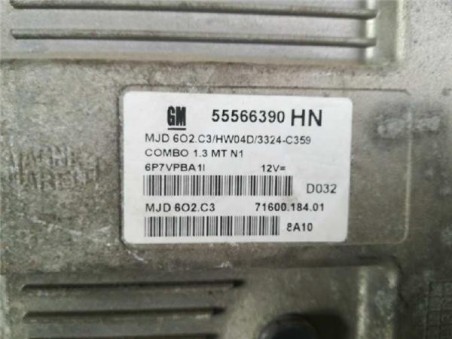 GM 55566390 HN
MJD 6O2.C3/HW04D/3324-C359
COMBO 1.3 MT N1
6P7VPBA1I 12V=
D032
MJD 6O2.C3 71600.184.01
8A10